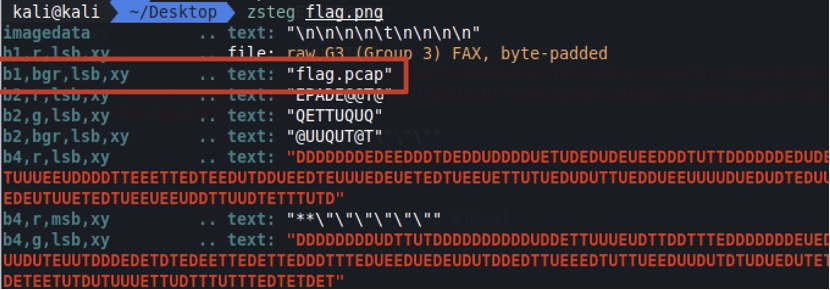 kali@kali ~/Desktop zsteg flag.png
imagedata .. text: "\n\n\n\n\t\n\n\n\n"
b1,r,lsb,xy .. file: raw G3 (Group 3) FAX, byte-padded
b1,bgr,lsb,xy .. text: "flag.pcap"
b2,r,lsb,xy .. text: "EPADE@@T@"
b2,g,lsb,xy .. text: "QETTUQUQ"
b2,bgr,lsb,xy .. text: "@UUQUT@T"
b4,r,lsb,xy .. text: "DDDDDDDEDEEDDDTDEDDUDDDDUETUDEDUDEUEEDDDTUTTDDDDDDEDUDE
TUUUEEUDDDDTTEEETTEDTEEDUTDDUEEDTEUUEDEUETEDTUEEUETTUTUEDUDUTTUEDDUEEUUUUDUEDUDTEDUU
EDEUTUUETEDTUEEUEEUDDTTUUDTETTTUTD"
b4,r,msb,xy .. text: "**\"\"\"\"\"\""
b4,g,lsb,xy .. text: "DDDDDDDDUDTTUTDDDDDDDDDDUDDETTUUUEUDTTDDTTTEDDDDDDDEUED
UUDUTEUUTDDDEDETDTEDEETTEDETTEDDDTTTEDUEEDUEDEUDUTDDEDTTUEEEDTUTTUEEDUUDUTDTUDUEDUTET
DETEETUTDUTUUUETTUDTTTUTTTEDTETDET"